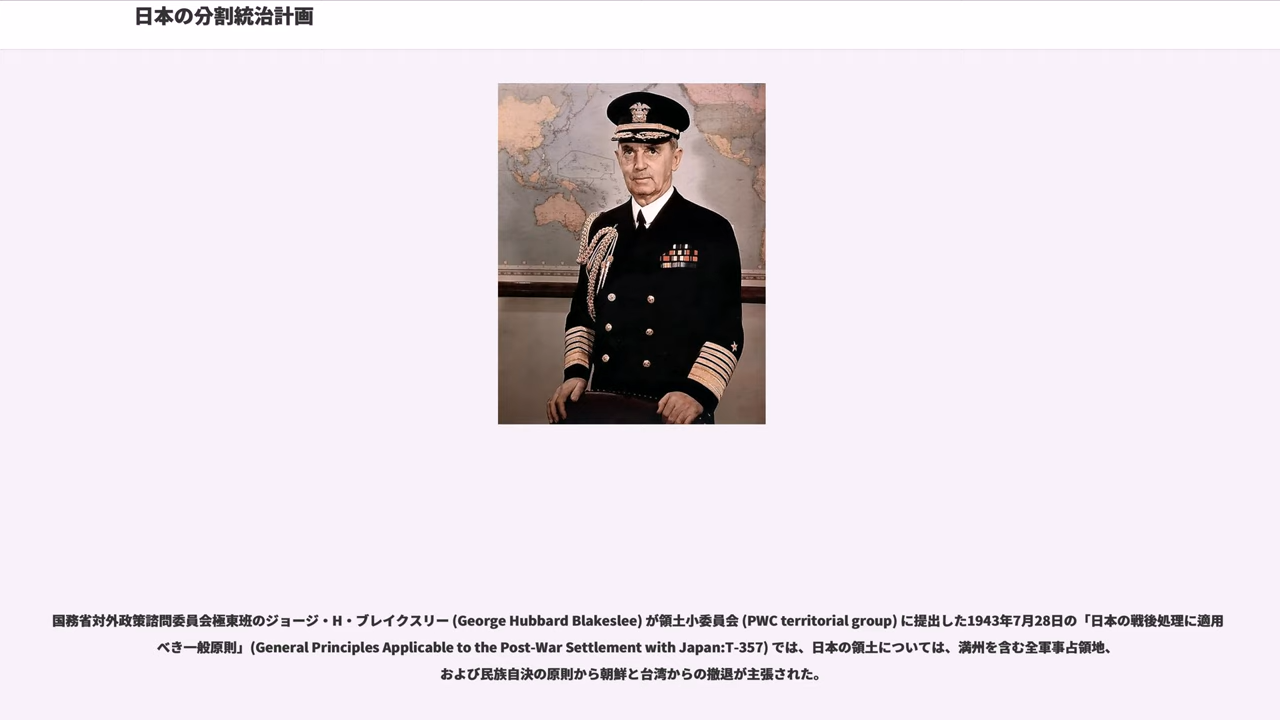 日本の分割統治計画
国務省対外政策諮問委員会極東班のジョージ・H・ブレイクスリー (George Hubbard Blakeslee) が領土小委員会 (PWC territorial group) に提出した1943年7月28日の「日本の戦後処理に適用
べき一般原則」(General Principles Applicable to the Post-War Settlement with Japan:T-357) では、日本の領土については、満州を含む全軍事占領地、
および民族自決の原則から朝鮮と台湾からの撤退が主張された。